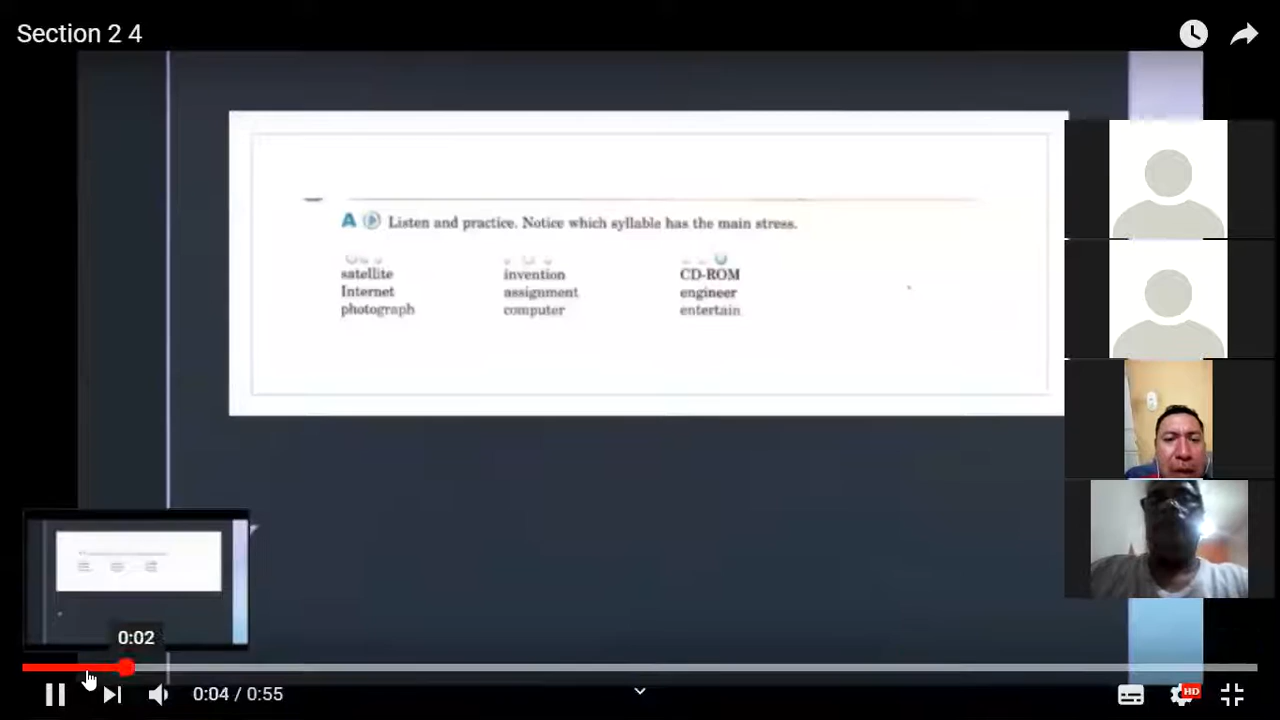 Section 2 4
A Listen and practice. Notice which syllable has the main stress.
satellite invention CD-ROM
Internet assignment engineer
photograph computer entertain
0:02
0:04 / 0:55
HD